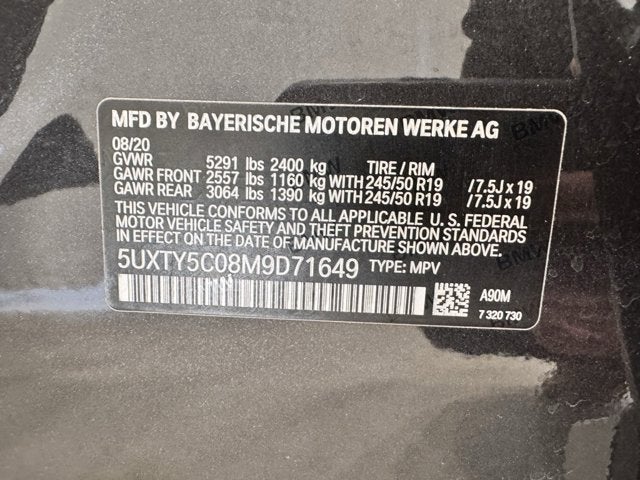 MFD BY BAYERISCHE MOTOREN WERKE AG
08/20
GVWR 5291 lbs 2400 kg TIRE / RIM
GAWR FRONT 2557 lbs 1160 kg WITH 245/50 R19 / 7.5J x 19
GAWR REAR 3064 lbs 1390 kg WITH 245/50 R19 / 7.5J x 19
THIS VEHICLE CONFORMS TO ALL APPLICABLE U. S. FEDERAL
MOTOR VEHICLE SAFETY AND THEFT PREVENTION STANDARDS
IN EFFECT ON THE DATE OF MANUFACTURE SHOWN ABOVE.
5UXTY5C08M9D71649 TYPE: MPV
A90M
7 320 730